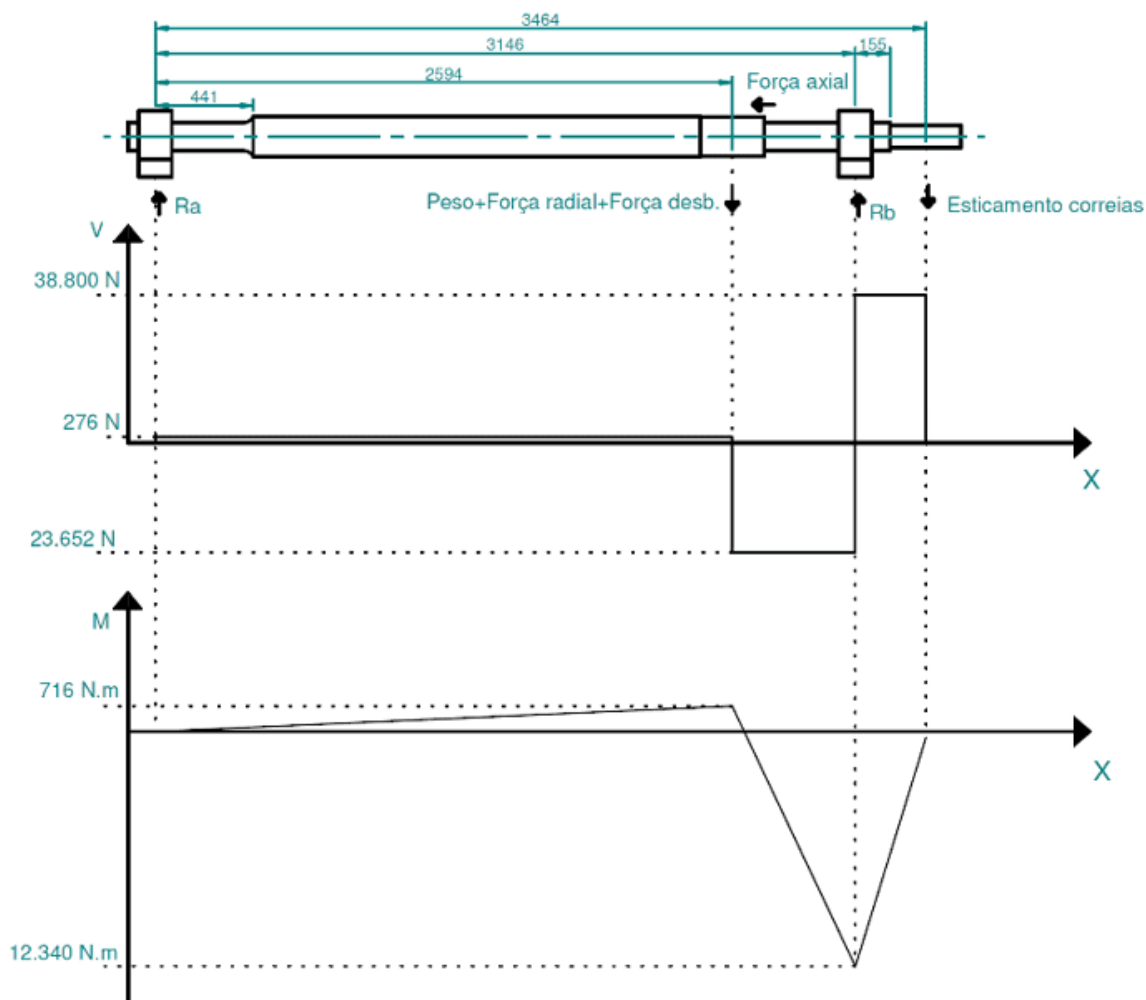 3464
3146
155
2594
Força axial
441
Ra
Peso+Força radial+Força desb.
Rb
Esticamento correias
V
38.800 N
276 N
X
23.652 N
M
716 N.m
X
12.340 N.m